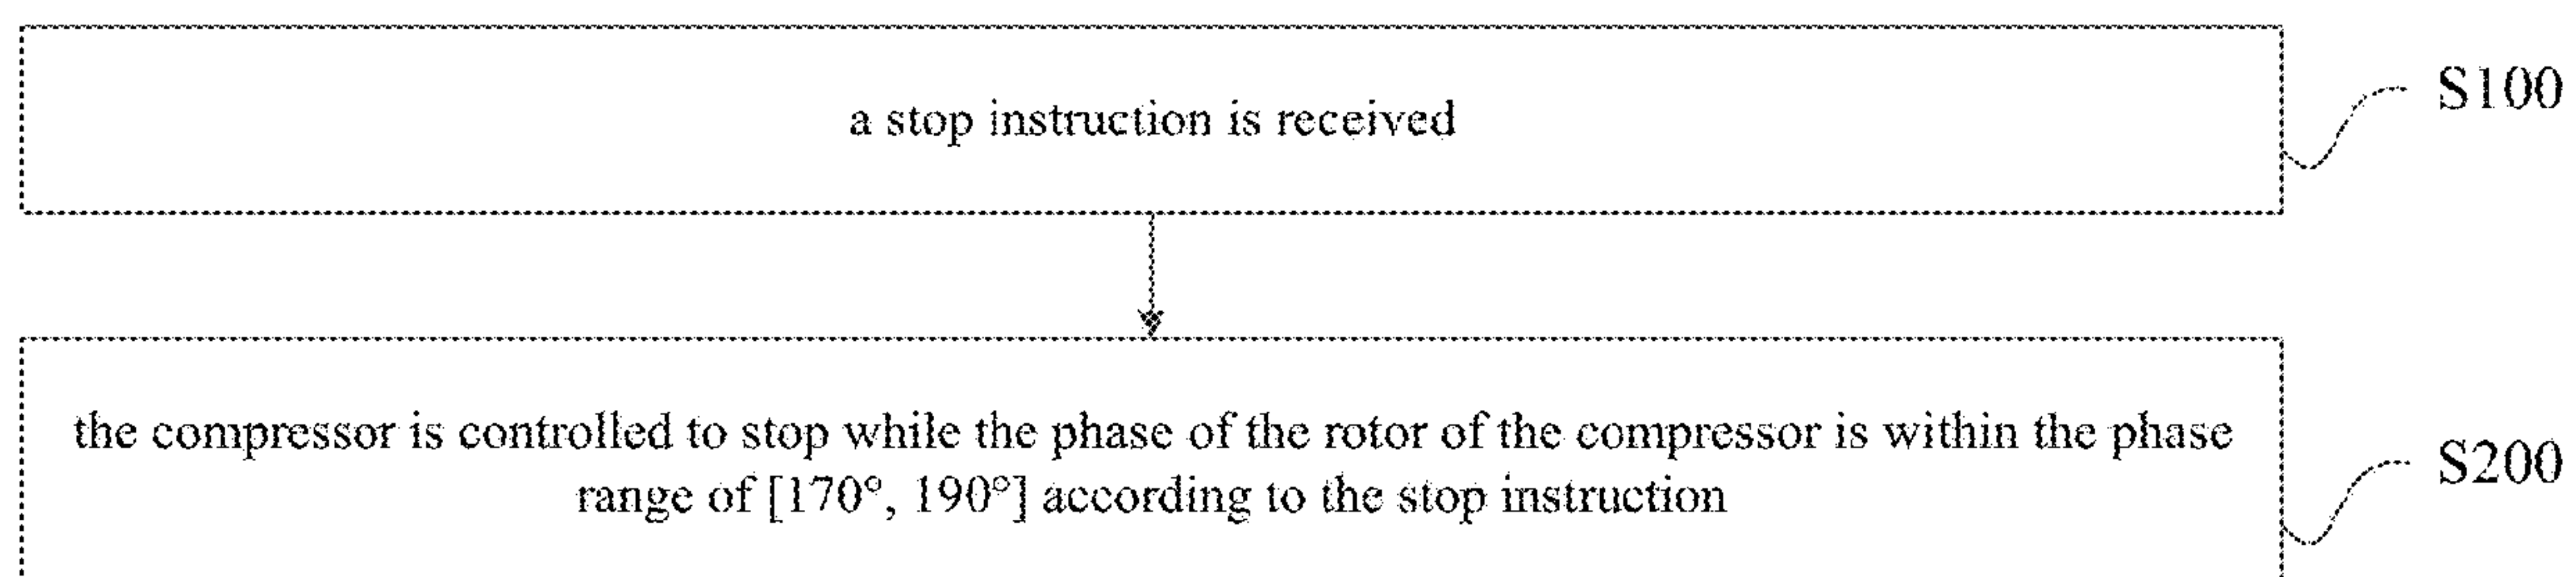 a stop instruction is received
S100
the compressor is controlled to stop while the phase of the rotor of the compressor is within the phase
range of [170°, 190°] according to the stop instruction
S200